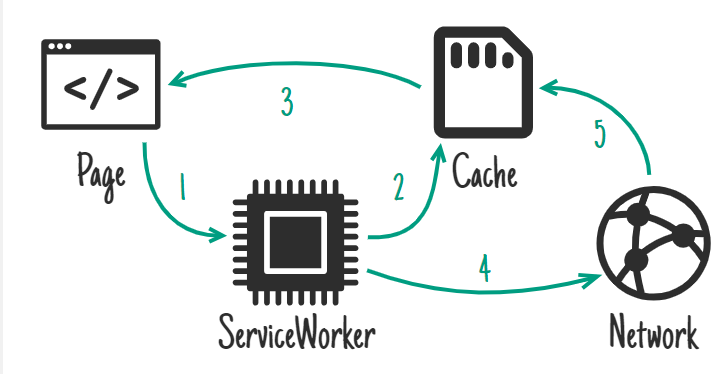 </>
3
5
Page
1
2
Cache
4
ServiceWorker
Network